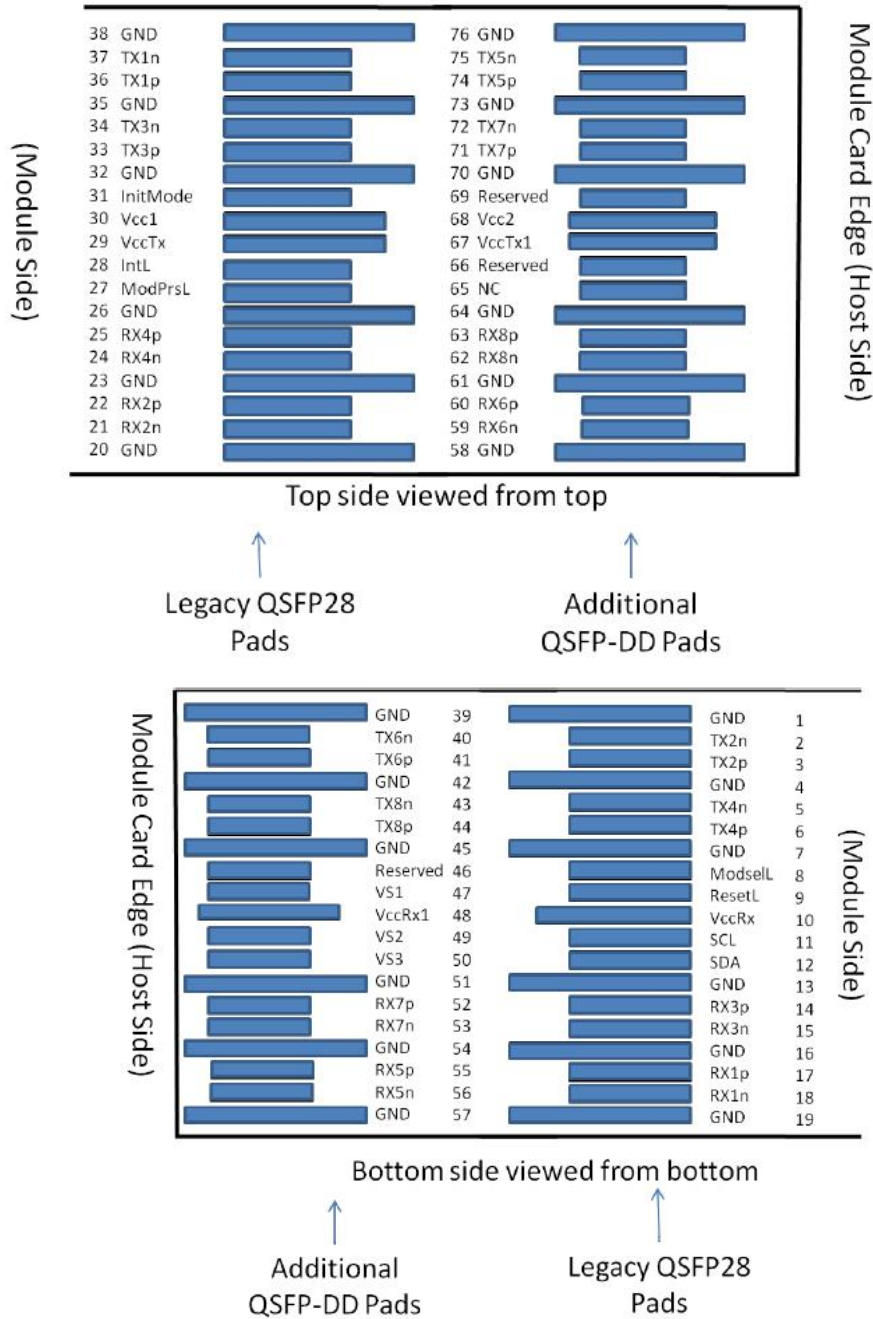 38 GND 76 GND
37 TX1n 75 TX5n
36 TX1p 74 TX5p
35 GND 73 GND
34 TX3n 72 TX7n
33 TX3p 71 TX7p
32 GND 70 GND
31 InitMode 69 Reserved
30 Vcc1 68 Vcc2
29 VccTx 67 VccTx1
28 IntL 66 Reserved
27 ModPrsL 65 NC
26 GND 64 GND
25 RX4p 63 RX8p
24 RX4n 62 RX8n
23 GND 61 GND
22 RX2p 60 RX6p
21 RX2n 59 RX6n
20 GND 58 GND
(Module Side)
Module Card Edge (Host Side)
Top side viewed from top
Legacy QSFP28
Pads
Additional
QSFP-DD Pads
Module Card Edge (Host Side)
GND 39 GND 1
TX6n 40 TX2n 2
TX6p 41 TX2p 3
GND 42 GND 4
TX8n 43 TX4n 5
TX8p 44 TX4p 6
GND 45 GND 7
Reserved 46 ModselL 8
VS1 47 ResetL 9
VccRx1 48 VccRx 10
VS2 49 SCL 11
VS3 50 SDA 12
GND 51 GND 13
RX7p 52 RX3p 14
RX7n 53 RX3n 15
GND 54 GND 16
RX5p 55 RX1p 17
RX5n 56 RX1n 18
GND 57 GND 19
(Module Side)
Bottom side viewed from bottom
Additional
QSFP-DD Pads
Legacy QSFP28
Pads